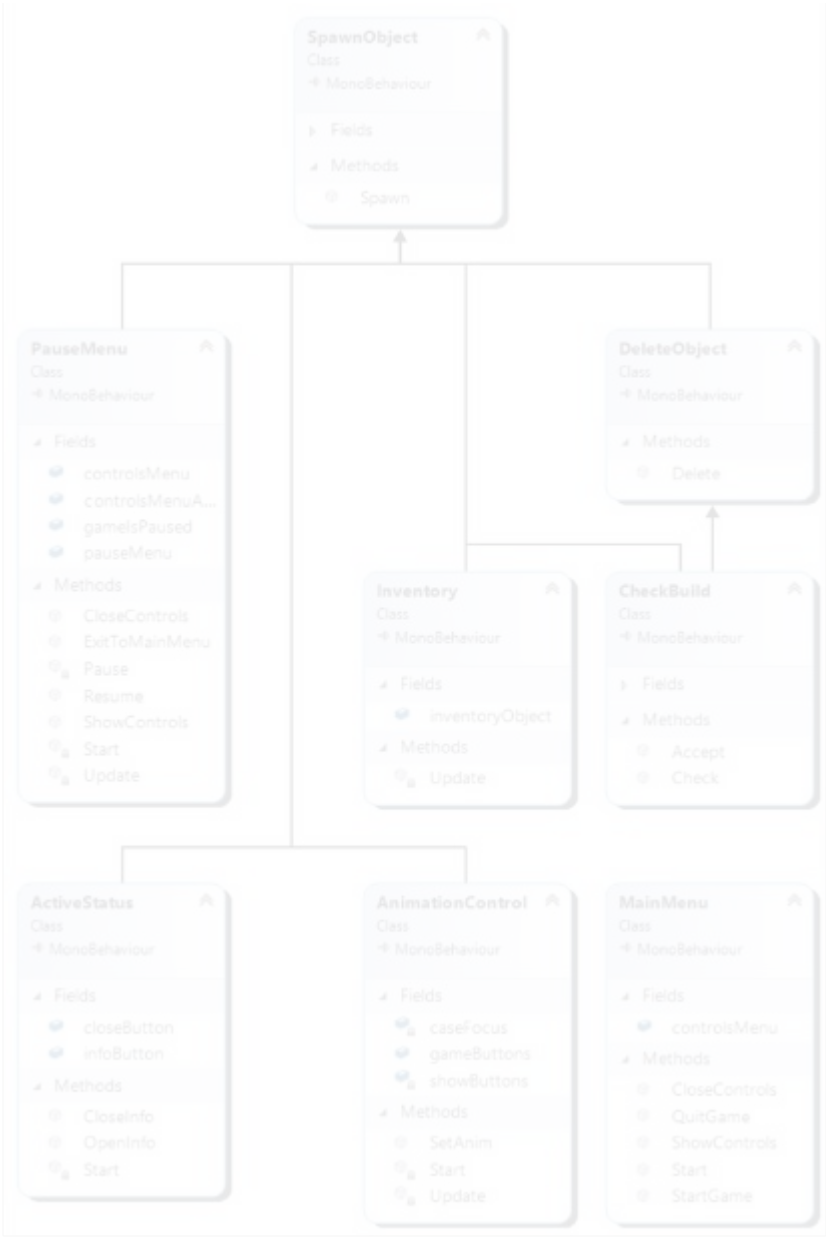 SpawnObject
Class
MonoBehaviour
Fields
Methods
Spawn
PauseMenu
Class
MonoBehaviour
Fields
controlsMenu
controlsMenuA...
gameIsPaused
pauseMenu
Methods
CloseControls
ExitToMainMenu
Pause
Resume
ShowControls
Start
Update
DeleteObject
Class
MonoBehaviour
Methods
Delete
Inventory
Class
MonoBehaviour
Fields
inventoryObject
Methods
Update
CheckBuild
Class
MonoBehaviour
Fields
Methods
Accept
Check
ActiveStatus
Class
MonoBehaviour
Fields
closeButton
infoButton
Methods
CloseInfo
OpenInfo
Start
AnimationControl
Class
MonoBehaviour
Fields
caseFocus
gameButtons
showButtons
Methods
SetAnim
Start
Update
MainMenu
Class
MonoBehaviour
Fields
controlsMenu
Methods
CloseControls
QuitGame
ShowControls
Start
StartGame